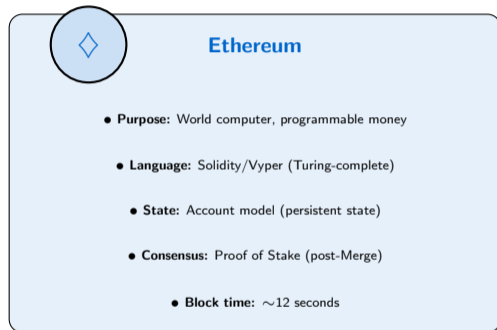 Ethereum
• Purpose: World computer, programmable money
• Language: Solidity/Vyper (Turing-complete)
• State: Account model (persistent state)
• Consensus: Proof of Stake (post-Merge)
• Block time: ∼12 seconds